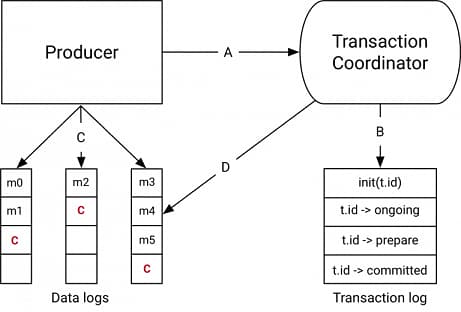 Producer
A
Transaction
Coordinator
C
B
D
m0
m1
C
m2
C
m3
m4
m5
C
init(t.id)
t.id -> ongoing
t.id -> prepare
t.id -> committed
Data logs
Transaction log